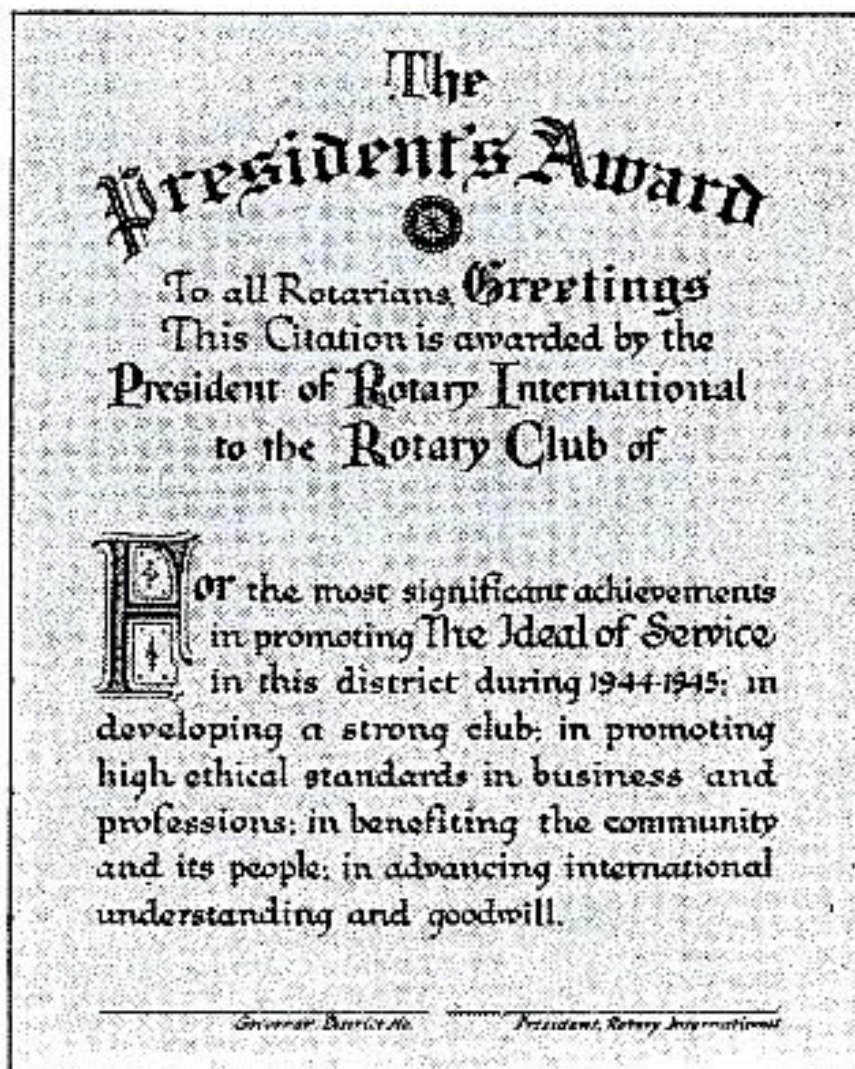 The
President's Award
To all Rotarians, Greetings
This Citation is awarded by the
President of Rotary International
to the Rotary Club of
For the most significant achievements
in promoting The Ideal of Service
in this district during 1944-1945; in
developing a strong club; in promoting
high ethical standards in business and
professions; in benefiting the community
and its people; in advancing international
understanding and goodwill.
Governor, District No. President, Rotary International